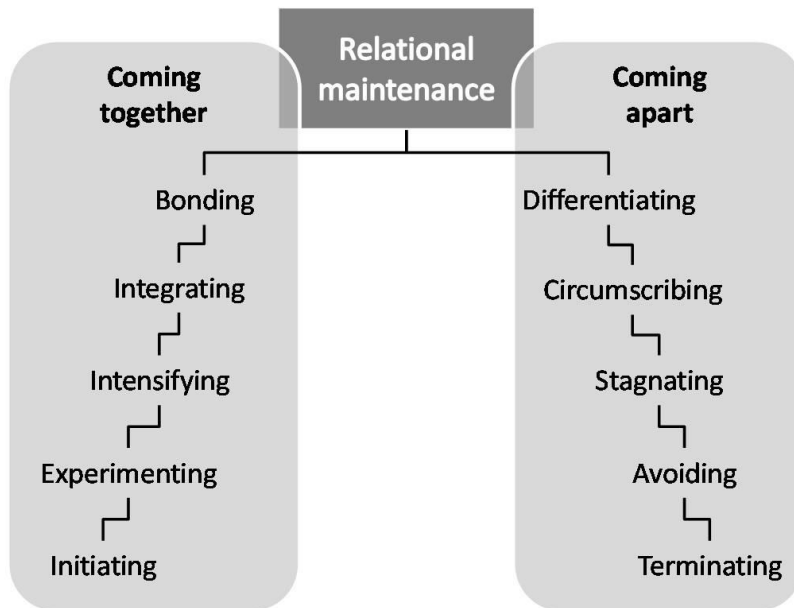 Relational
maintenance
Coming
together
Bonding
Integrating
Intensifying
Experimenting
Initiating
Coming
apart
Differentiating
Circumscribing
Stagnating
Avoiding
Terminating